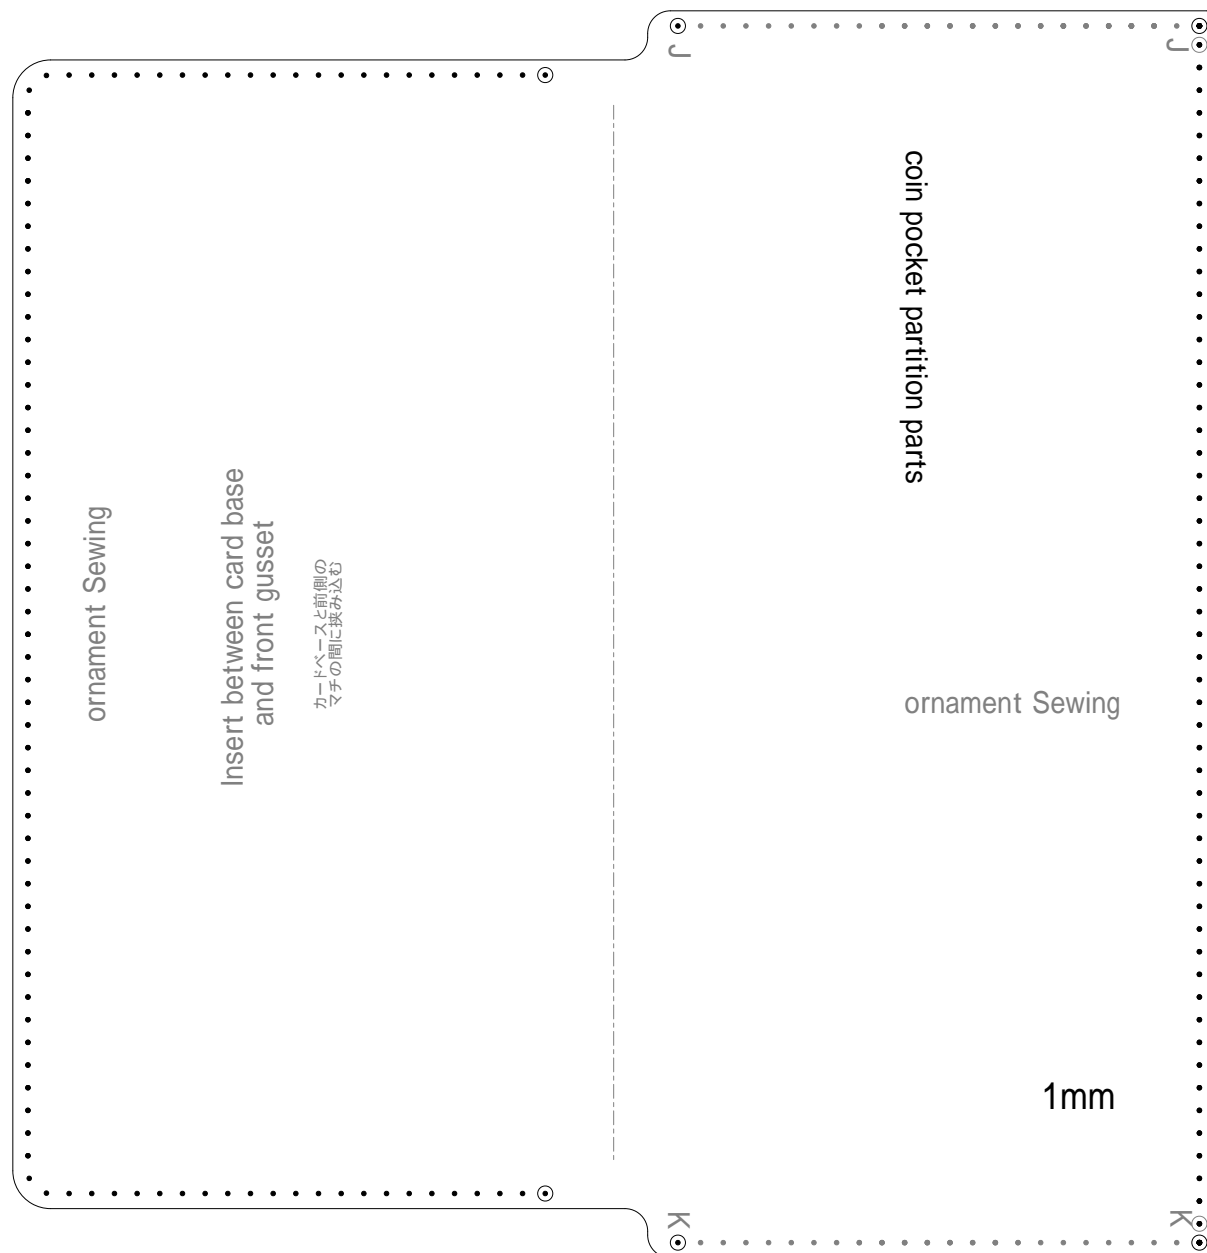 J
J
coin pocket partition parts
ornament Sewing
Insert between card base
and front gusset
カードベースと前側の
マチの間に挟み込む
ornament Sewing
1mm
K
K